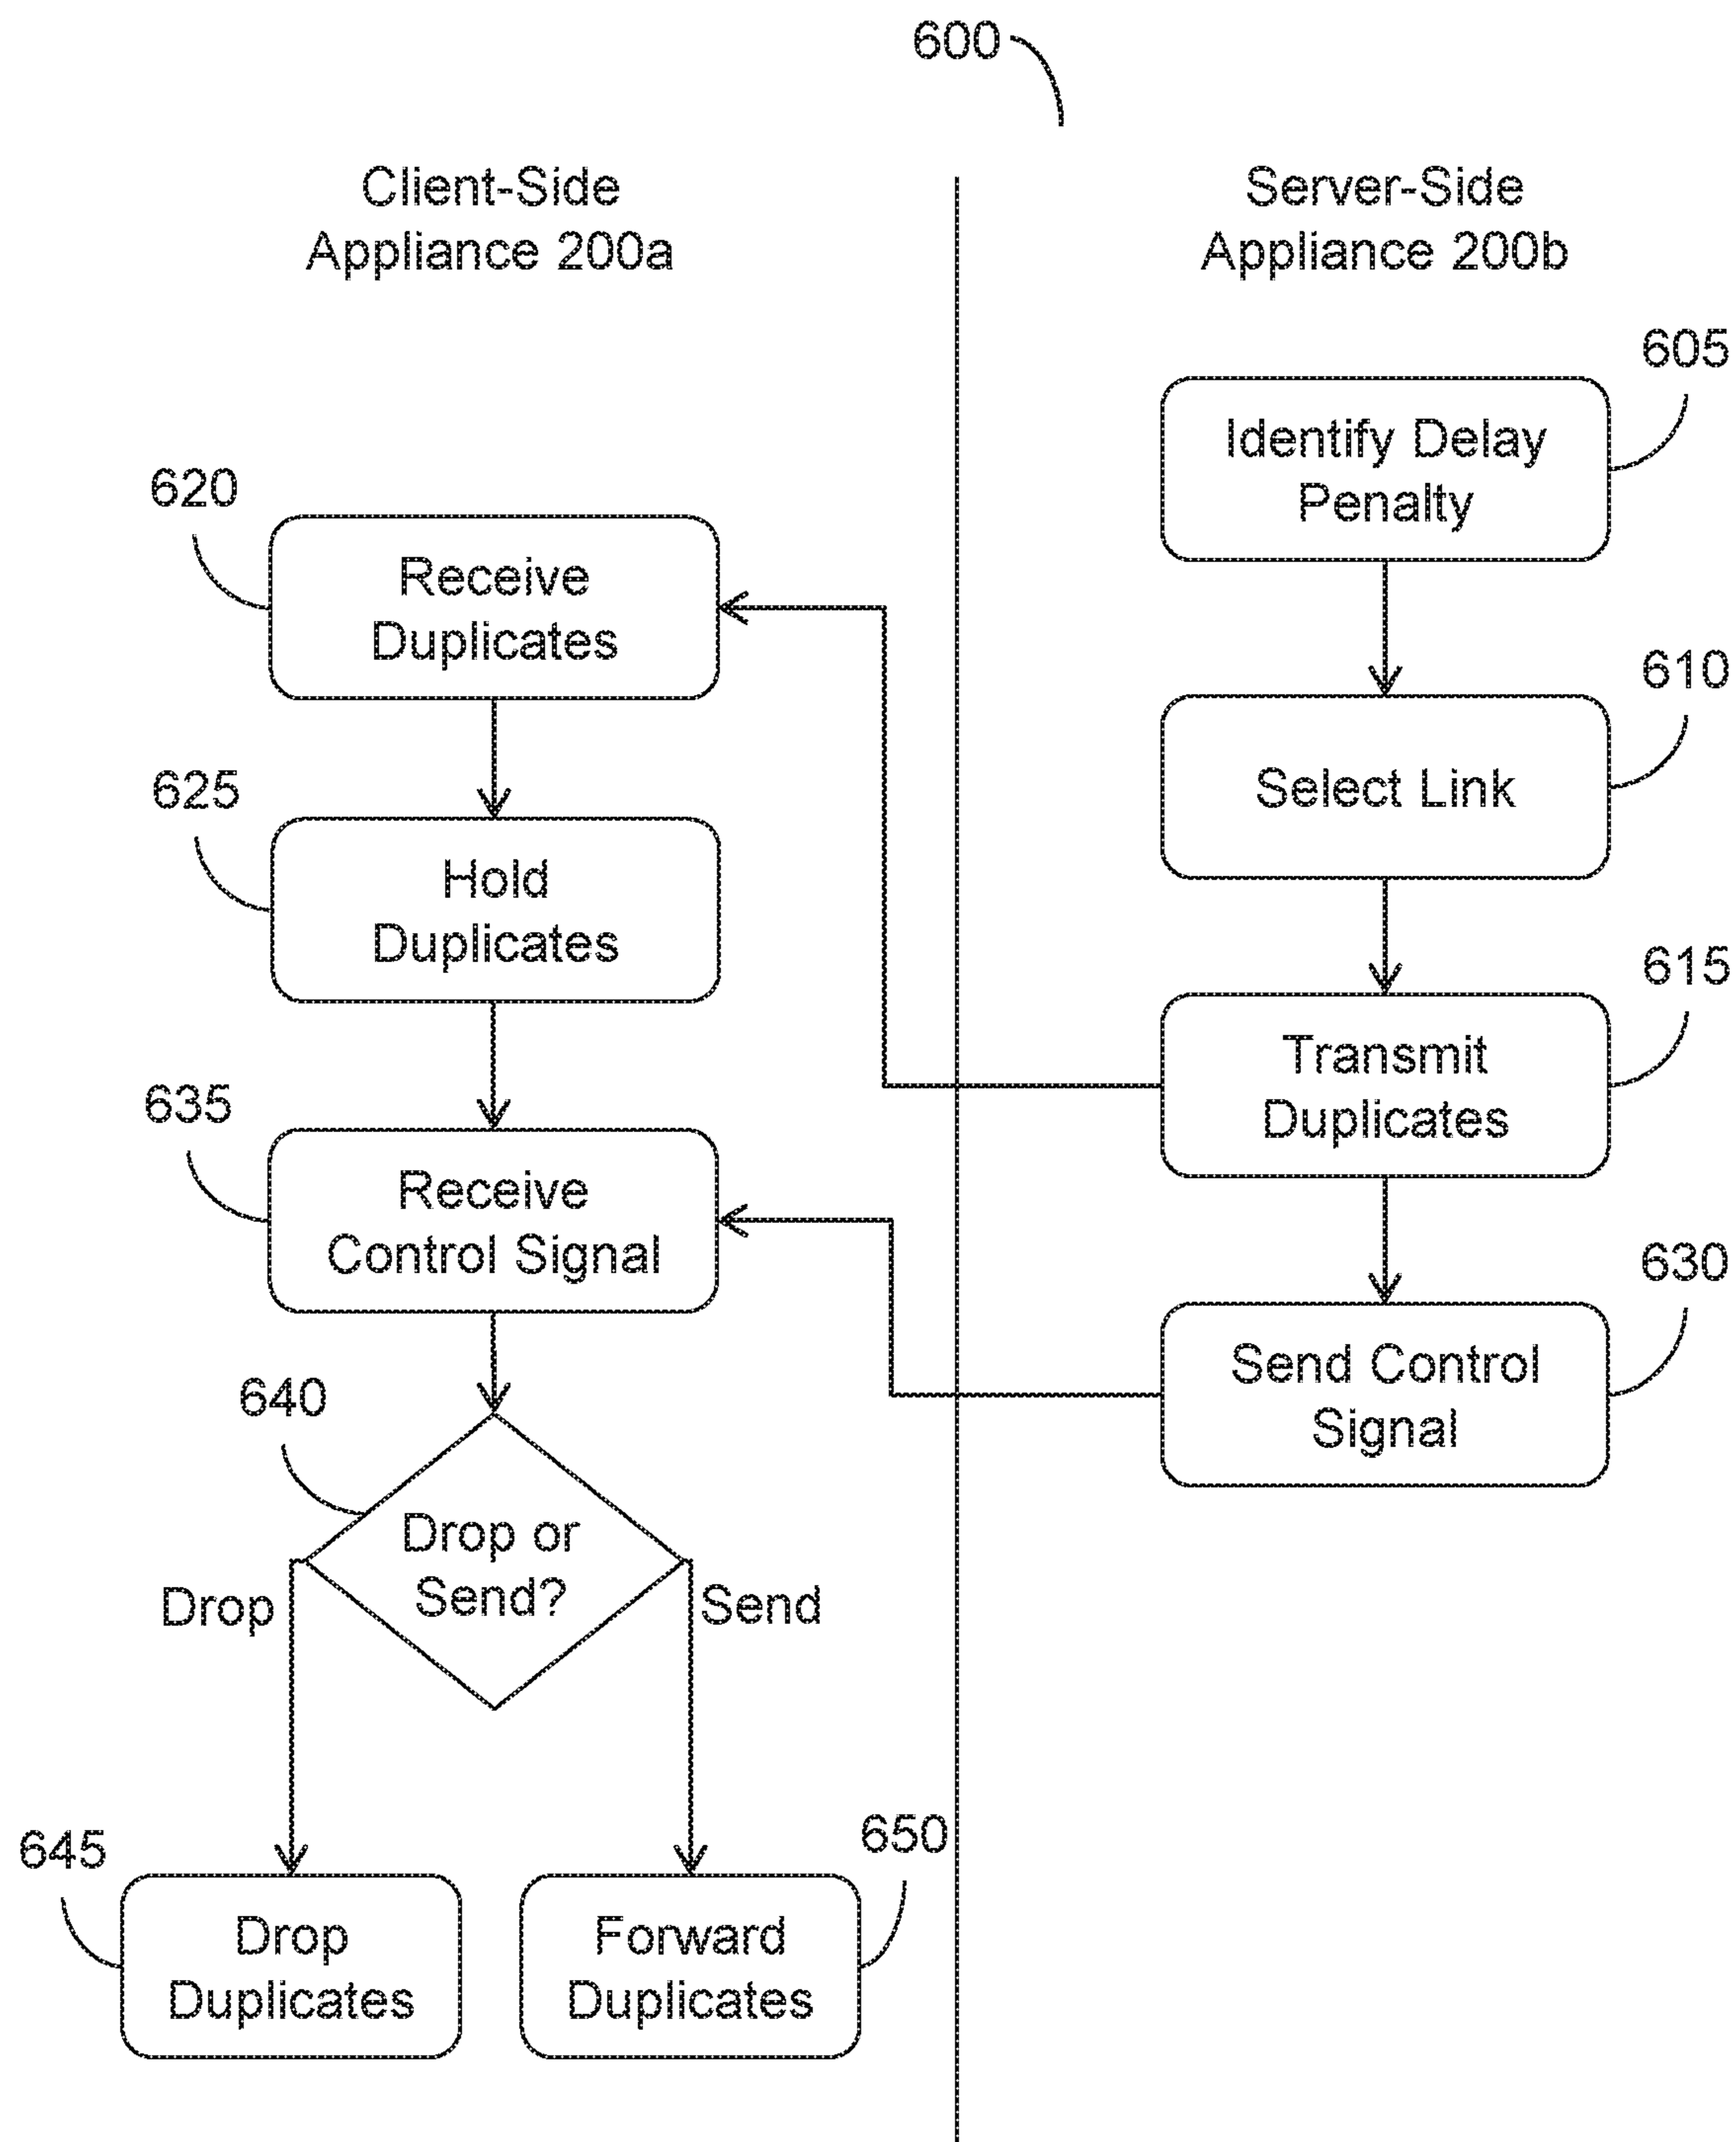 600
Client-Side
Appliance 200a
Server-Side
Appliance 200b
605
Identify Delay
Penalty
620
Receive
Duplicates
610
Select Link
625
Hold
Duplicates
615
Transmit
Duplicates
635
Receive
Control Signal
630
Send Control
Signal
640
Drop or
Send?
Drop
Send
645
Drop
Duplicates
650
Forward
Duplicates